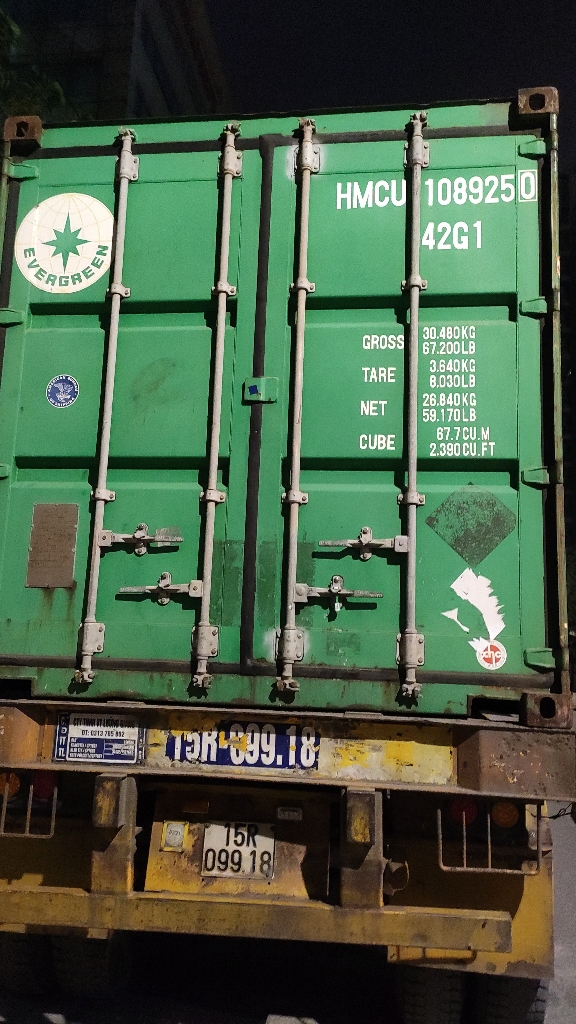 HMCU 108925 0
42G1
EVERGREEN
GROSS 30.480KG
67.200LB
TARE 3.640KG
8.030LB
NET 26.840KG
59.170LB
CUBE 67.7CU.M
2.390CU.FT
15R-099.18
15R
099.18